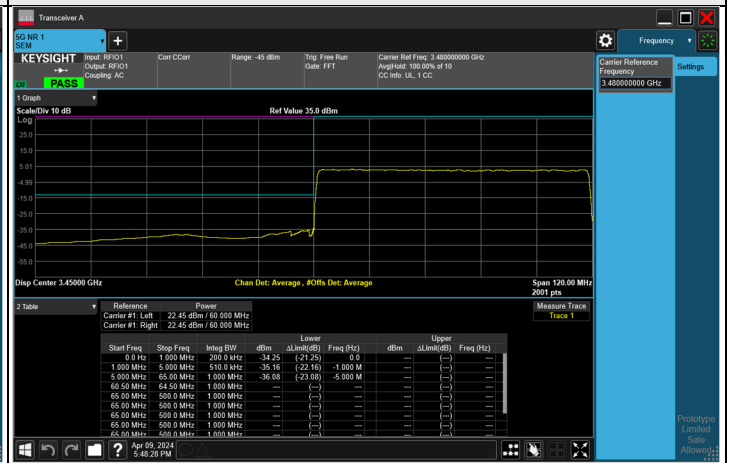 Transceiver A
5G NR 1
SEM
Frequency
KEYSIGHT
Input: RFIO1
Output: RFIO1
Coupling: AC
Corr CCorr
Range: -45 dBm
Trig: Free Run
Gate: FFT
Carrier Ref Freq: 3.480000000 GHz
Avg|Hold: 100.00% of 10
CC Info: UL, 1 CC
LW PASS
Carrier Reference
Frequency
3.480000000 GHz
Settings
1 Graph
Scale/Div 10 dB
Ref Value 35.0 dBm
Log
25.0
15.0
5.01
-4.99
-15.0
-25.0
-35.0
-45.0
-55.0
Disp Center 3.45000 GHz
Chan Det: Average, #Offs Det: Average
Span 120.00 MHz
2001 pts
2 Table
Reference Power
Carrier #1: Left 22.45 dBm / 60.000 MHz
Carrier #1: Right 22.45 dBm / 60.000 MHz
Measure Trace
Trace 1
Lower Upper
Start Freq Stop Freq Integ BW dBm ΔLimit(dB) Freq (Hz) dBm ΔLimit(dB) Freq (Hz)
0.0 Hz 1.000 MHz 200.0 kHz -34.25 (-21.25) 0.0 --- (---) ---
1.000 MHz 5.000 MHz 510.0 kHz -35.16 (-22.16) -1.000 M --- (---) ---
5.000 MHz 65.00 MHz 1.000 MHz -36.08 (-23.08) -5.000 M --- (---) ---
60.50 MHz 64.50 MHz 1.000 MHz --- (---) --- --- (---) ---
65.00 MHz 500.0 MHz 1.000 MHz --- (---) --- --- (---) ---
65.00 MHz 500.0 MHz 1.000 MHz --- (---) --- --- (---) ---
65.00 MHz 500.0 MHz 1.000 MHz --- (---) --- --- (---) ---
65.00 MHz 500.0 MHz 1.000 MHz --- (---) --- --- (---) ---
Apr 09, 2024
5:48:28 PM
Prototype
Limited
Sale
Allowed